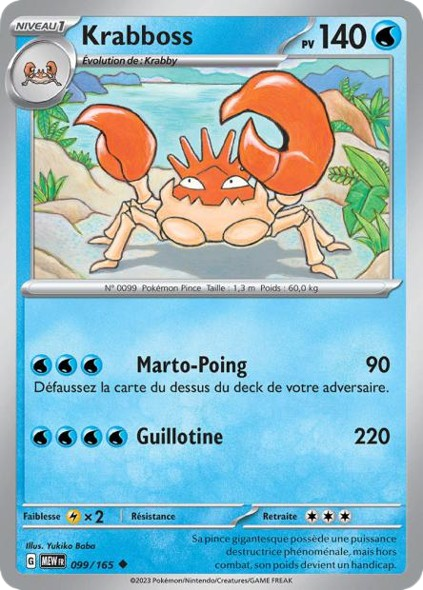 NIVEAU 1
Krabboss
PV 140
Évolution de : Krabby
N° 0099 Pokémon Pince Taille : 1,3 m Poids : 60,0 kg
Marto-Poing 90
Défaussez la carte du dessus du deck de votre adversaire.
Guillotine 220
Faiblesse ×2 Résistance Retraite
Illus. Yukiko Baba
G MEW FR 099/165
Sa pince gigantesque possède une puissance
destructrice phénoménale, mais hors
combat, son poids devient un handicap.
©2023 Pokémon/Nintendo/Creatures/GAME FREAK